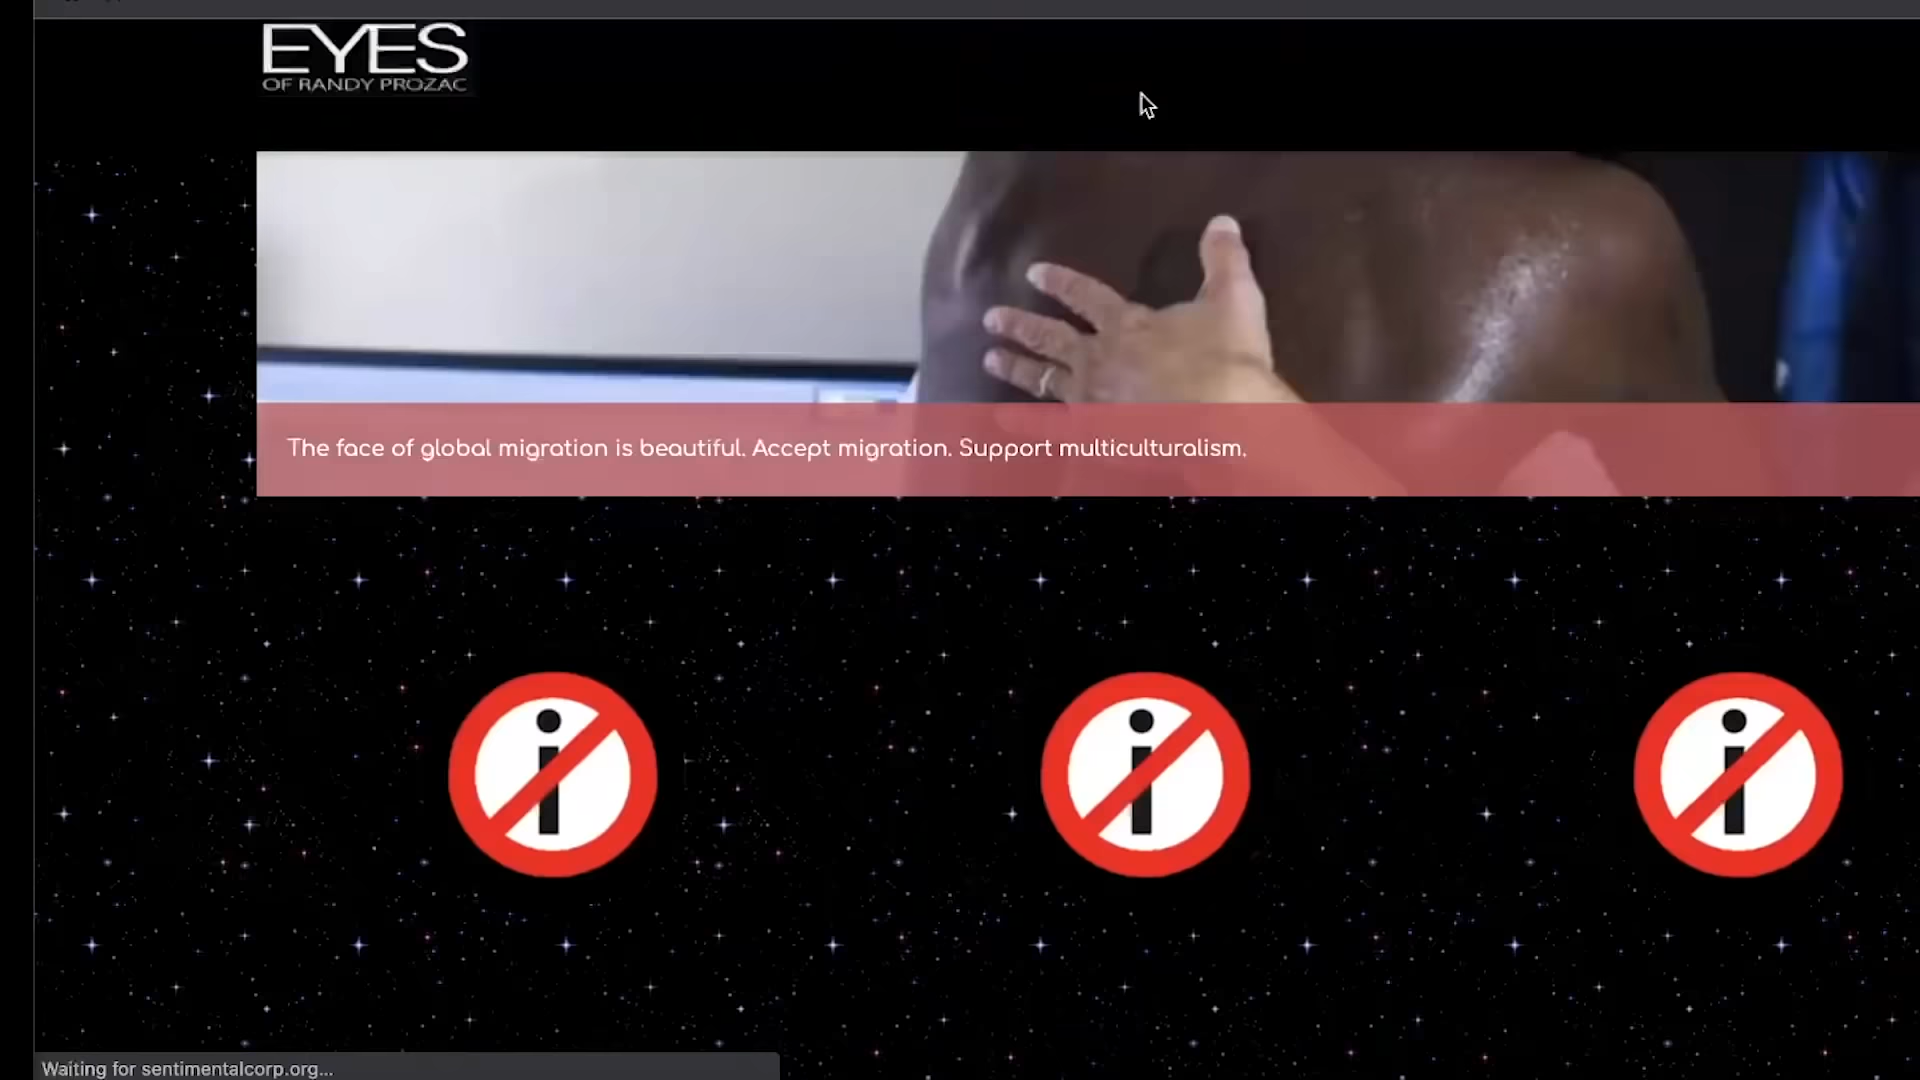 EYES
OF RANDY PROZAC
The face of global migration is beautiful. Accept migration. Support multiculturalism.
i
i
i
Waiting for sentimentalcorp.org...